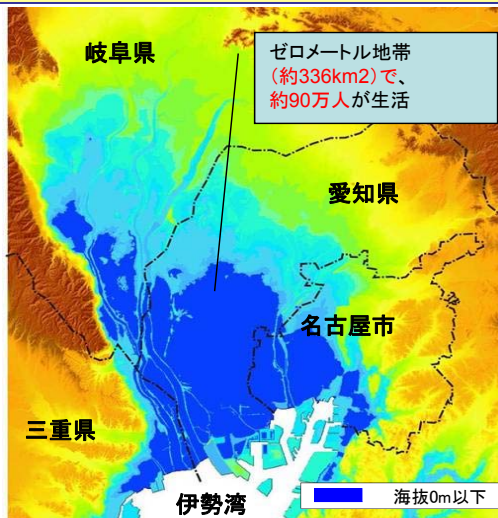 岐阜県
ゼロメートル地帯
（約336km2）で、
約90万人が生活
愛知県
名古屋市
三重県
伊勢湾
海抜0m以下